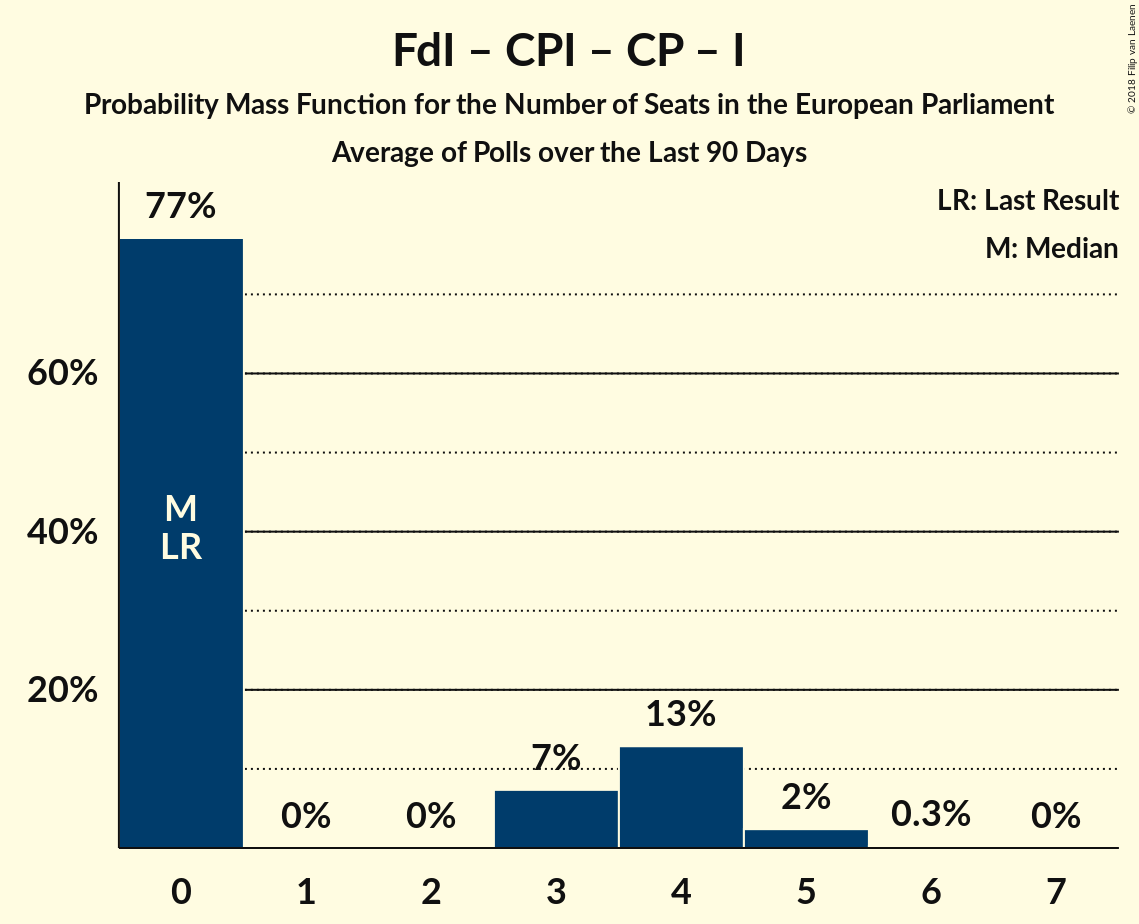 FdI – CPI – CP – I
Probability Mass Function for the Number of Seats in the European Parliament
Average of Polls over the Last 90 Days
© 2018 Filip van Laenen
LR: Last Result
M: Median
77%
60%
40%
20%
M
LR
0%
0%
7%
13%
2%
0.3%
0%
0 1 2 3 4 5 6 7